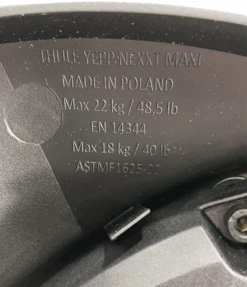 THULE YEPP NEXXT MAXI
MADE IN POLAND
Max 22 kg / 48,5 lb
EN 14344
Max 18 kg / 40 lb
ASTMF1625-